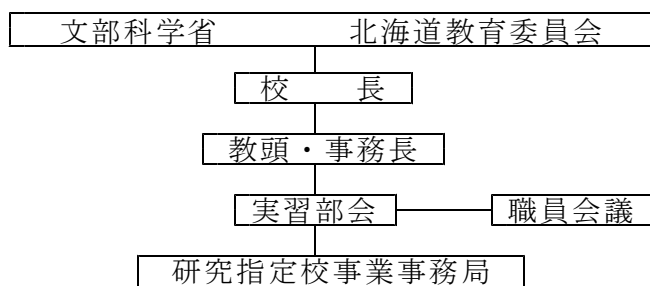 文部科学省 北海道教育委員会
校 長
教頭・事務長
実習部会 職員会議
研究指定校事業事務局